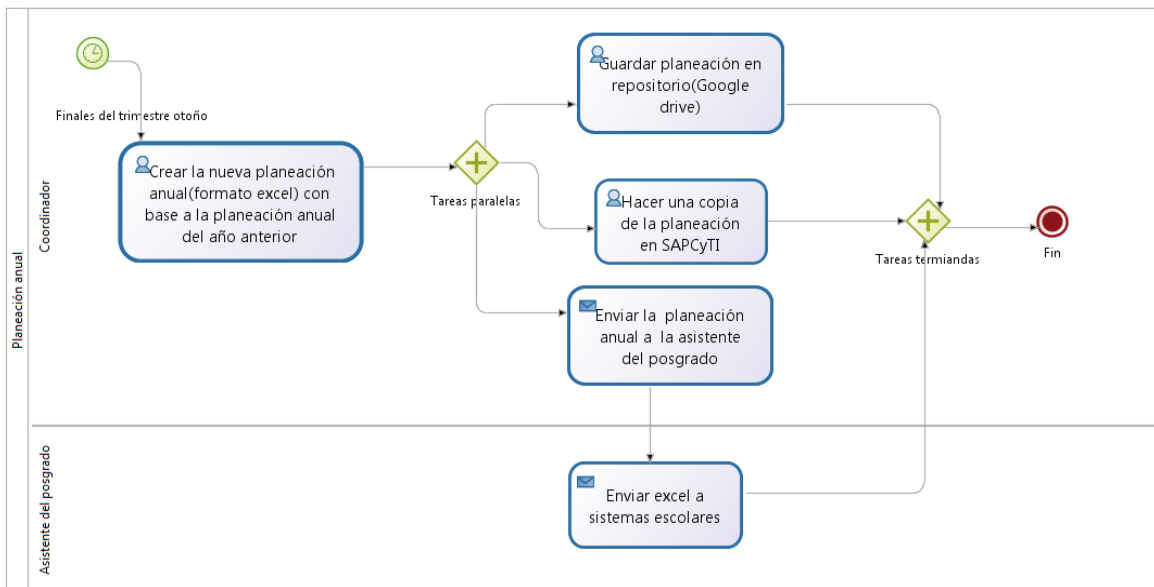 Planeación anual
Coordinador
Finales del trimestre otoño
Crear la nueva planeación
anual(formato excel) con
base a la planeación anual
del año anterior
Tareas paralelas
Guardar planeación en
repositorio(Google
drive)
Hacer una copia
de la planeación
en SAPCyTI
Enviar la planeación
anual a la asistente
del posgrado
Tareas termiandas
Fin
Asistente del posgrado
Enviar excel a
sistemas escolares